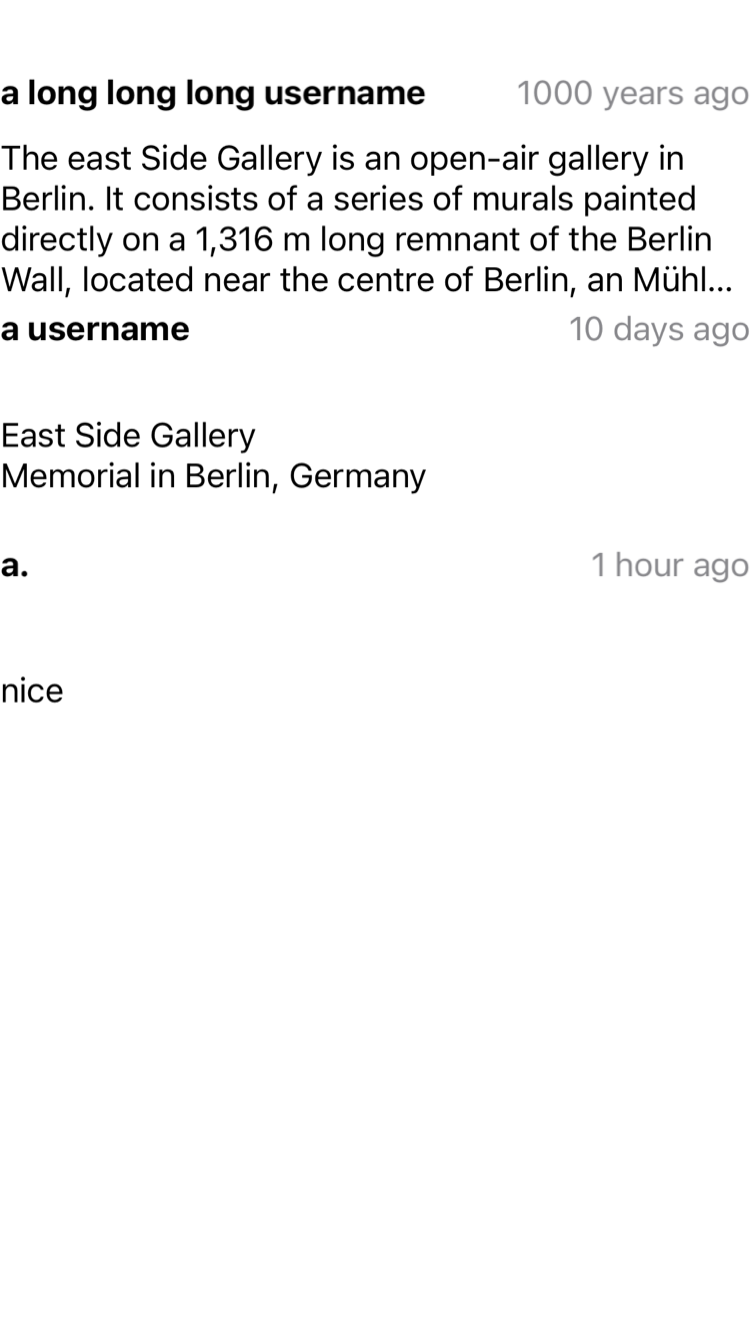 a long long long username 1000 years ago
The east Side Gallery is an open-air gallery in
Berlin. It consists of a series of murals painted
directly on a 1,316 m long remnant of the Berlin
Wall, located near the centre of Berlin, an Mühl...
a username 10 days ago
East Side Gallery
Memorial in Berlin, Germany
a. 1 hour ago
nice